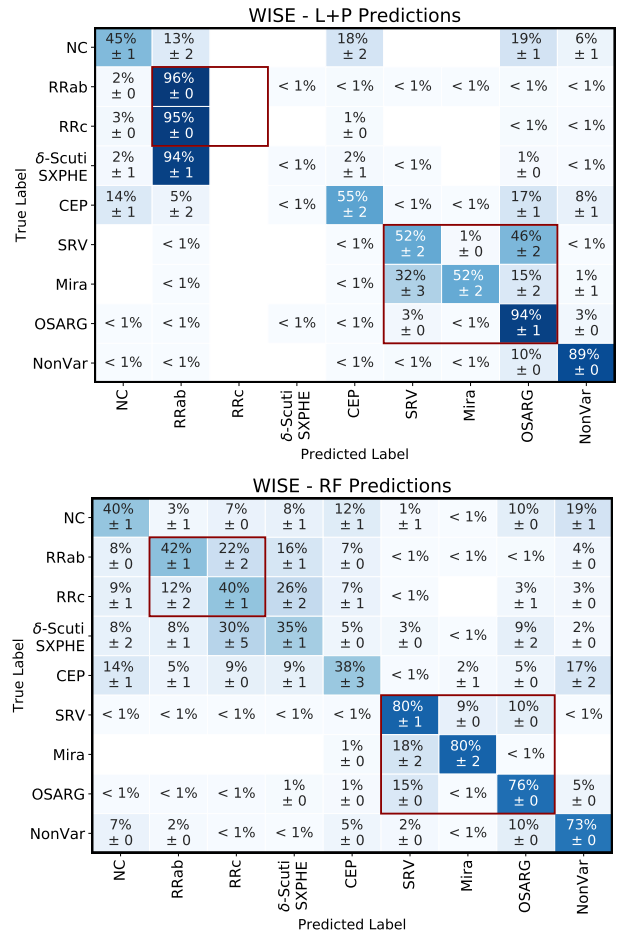 WISE - L+P Predictions
True Label
NC 45% ± 1 13% ± 2 18% ± 2 19% ± 1 6% ± 1
RRab 2% ± 0 96% ± 0 < 1% < 1% < 1% < 1% < 1% < 1%
RRc 3% ± 0 95% ± 0 1% ± 0 < 1% < 1%
δ-Scuti SXPHE 2% ± 1 94% ± 1 < 1% 2% ± 1 < 1% 1% ± 0 < 1%
CEP 14% ± 1 5% ± 2 < 1% 55% ± 2 < 1% < 1% 17% ± 1 8% ± 1
SRV < 1% < 1% 52% ± 2 1% ± 0 46% ± 2 < 1%
Mira < 1% < 1% 32% ± 3 52% ± 2 15% ± 2 1% ± 1
OSARG < 1% < 1% < 1% < 1% 3% ± 0 < 1% 94% ± 1 3% ± 0
NonVar < 1% < 1% < 1% < 1% < 1% 10% ± 0 89% ± 0
NC RRab RRc δ-Scuti SXPHE CEP SRV Mira OSARG NonVar
Predicted Label
WISE - RF Predictions
True Label
NC 40% ± 1 3% ± 1 7% ± 0 8% ± 1 12% ± 1 1% ± 1 < 1% 10% ± 0 19% ± 1
RRab 8% ± 0 42% ± 1 22% ± 2 16% ± 1 7% ± 0 < 1% < 1% < 1% 4% ± 0
RRc 9% ± 1 12% ± 2 40% ± 1 26% ± 2 7% ± 1 < 1% 3% ± 1 3% ± 0
δ-Scuti SXPHE 8% ± 2 8% ± 1 30% ± 5 35% ± 1 5% ± 0 3% ± 0 < 1% 9% ± 2 2% ± 0
CEP 14% ± 1 5% ± 1 9% ± 0 9% ± 1 38% ± 3 < 1% 2% ± 1 5% ± 0 17% ± 2
SRV < 1% < 1% < 1% < 1% < 1% 80% ± 1 9% ± 0 10% ± 0 < 1%
Mira 1% ± 0 18% ± 2 80% ± 2 < 1%
OSARG < 1% < 1% < 1% 1% ± 0 1% ± 0 15% ± 0 < 1% 76% ± 0 5% ± 0
NonVar 7% ± 0 2% ± 0 < 1% < 1% 5% ± 0 2% ± 0 < 1% 10% ± 0 73% ± 0
NC RRab RRc δ-Scuti SXPHE CEP SRV Mira OSARG NonVar
Predicted Label